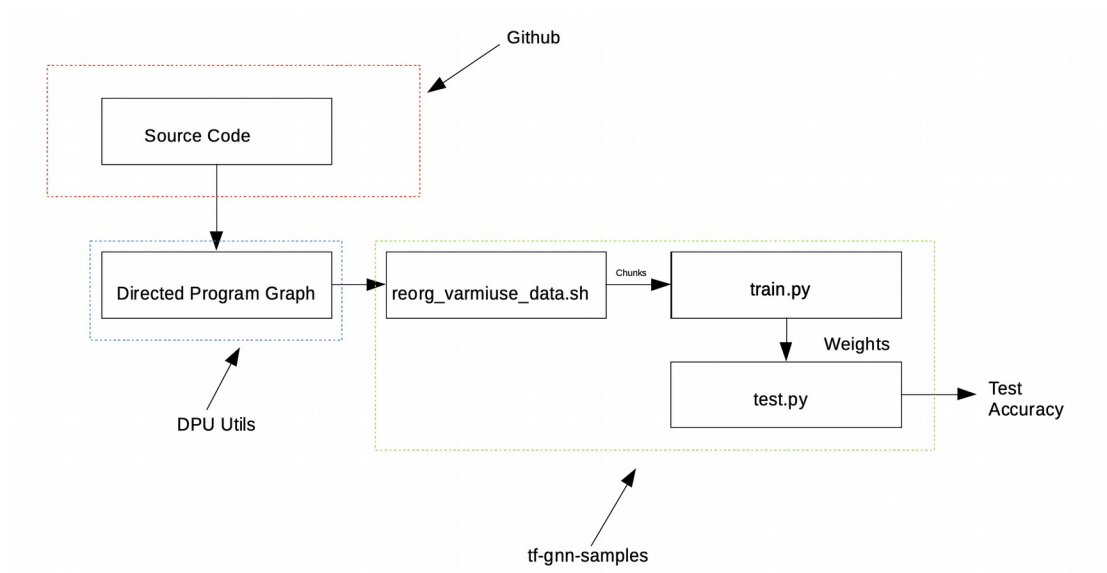 Github
Source Code
Directed Program Graph
reorg_varmiuse_data.sh
Chunks
train.py
Weights
test.py
Test
Accuracy
DPU Utils
tf-gnn-samples